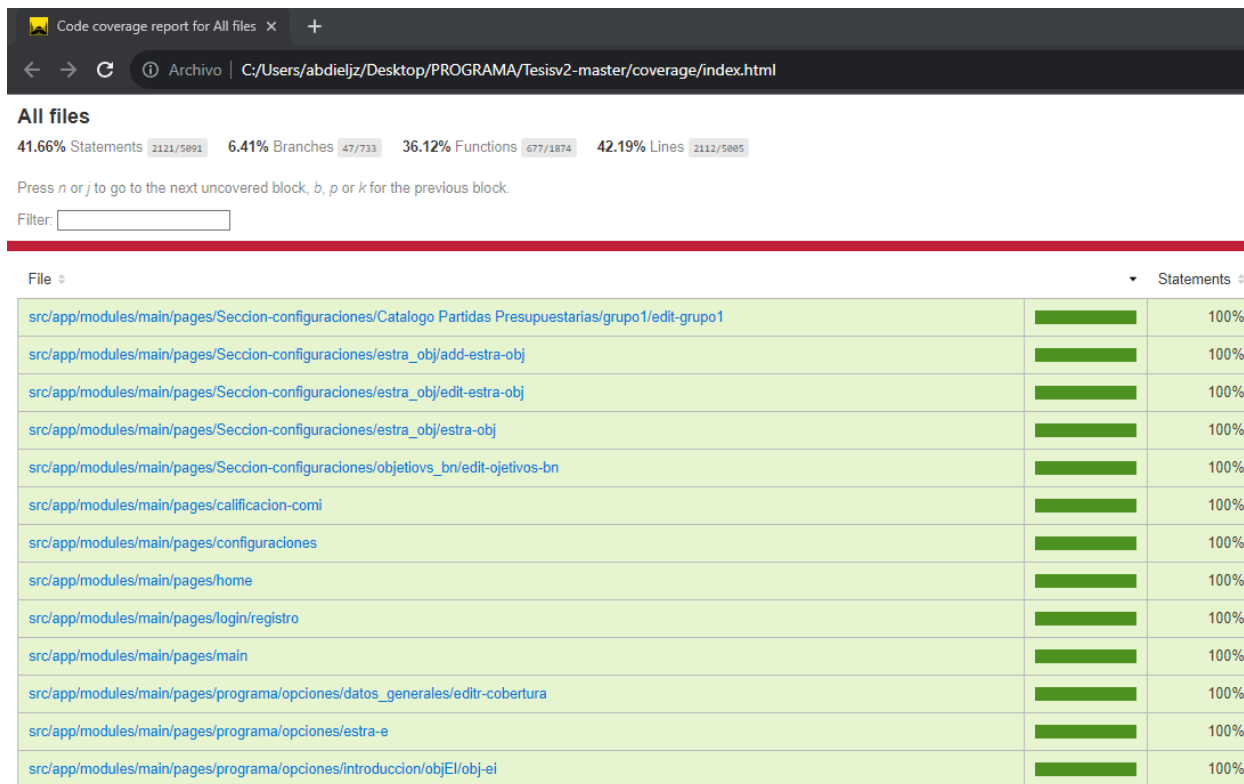 Code coverage report for All files
Archivo | C:/Users/abdieljz/Desktop/PROGRAMA/Tesisv2-master/coverage/index.html
All files
41.66% Statements 2121/5091 6.41% Branches 47/733 36.12% Functions 677/1874 42.19% Lines 2112/5005
Press n or j to go to the next uncovered block, b, p or k for the previous block.
Filter:
File Statements
src/app/modules/main/pages/Seccion-configuraciones/Catalogo Partidas Presupuestarias/grupo1/edit-grupo1 100%
src/app/modules/main/pages/Seccion-configuraciones/estra_obj/add-estra-obj 100%
src/app/modules/main/pages/Seccion-configuraciones/estra_obj/edit-estra-obj 100%
src/app/modules/main/pages/Seccion-configuraciones/estra_obj/estra-obj 100%
src/app/modules/main/pages/Seccion-configuraciones/objetiovs_bn/edit-ojetivos-bn 100%
src/app/modules/main/pages/calificacion-comi 100%
src/app/modules/main/pages/configuraciones 100%
src/app/modules/main/pages/home 100%
src/app/modules/main/pages/login/registro 100%
src/app/modules/main/pages/main 100%
src/app/modules/main/pages/programa/opciones/datos_generales/editr-cobertura 100%
src/app/modules/main/pages/programa/opciones/estra-e 100%
src/app/modules/main/pages/programa/opciones/introduccion/objEI/obj-ei 100%